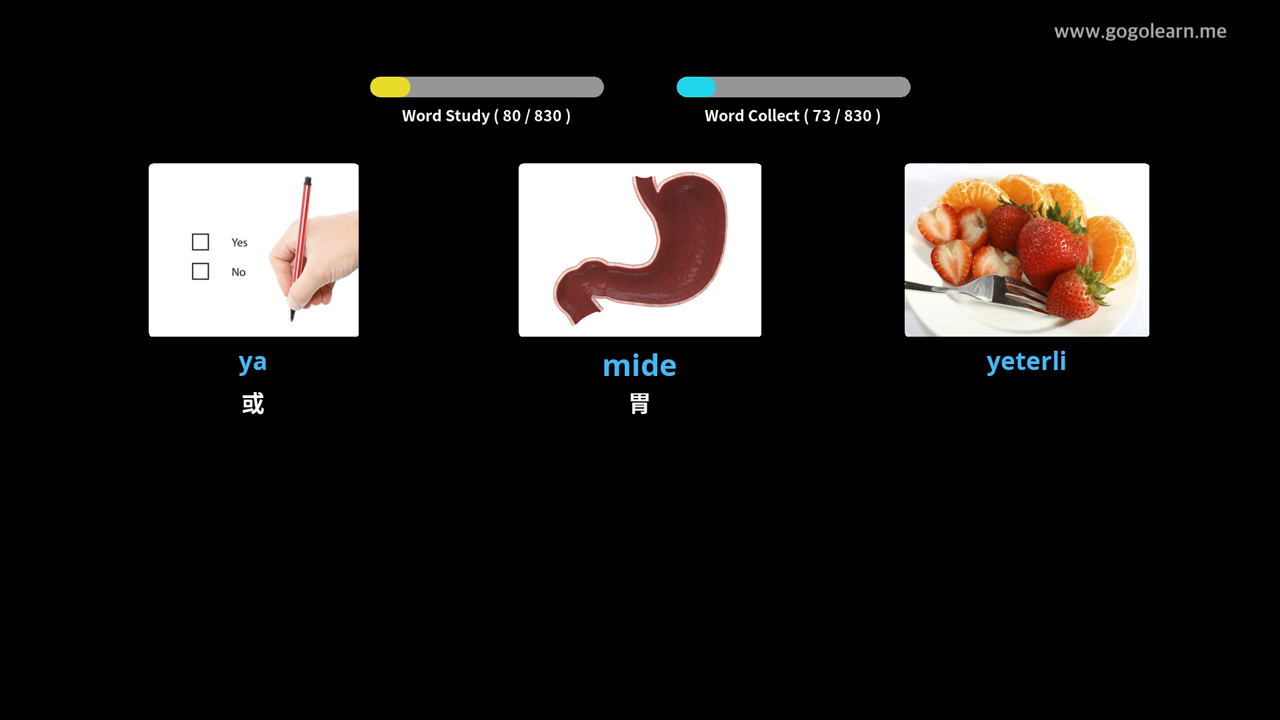 www.gogolearn.me
Word Study ( 80 / 830 )
Word Collect ( 73 / 830 )
Yes
No
ya
或
mide
胃
yeterli